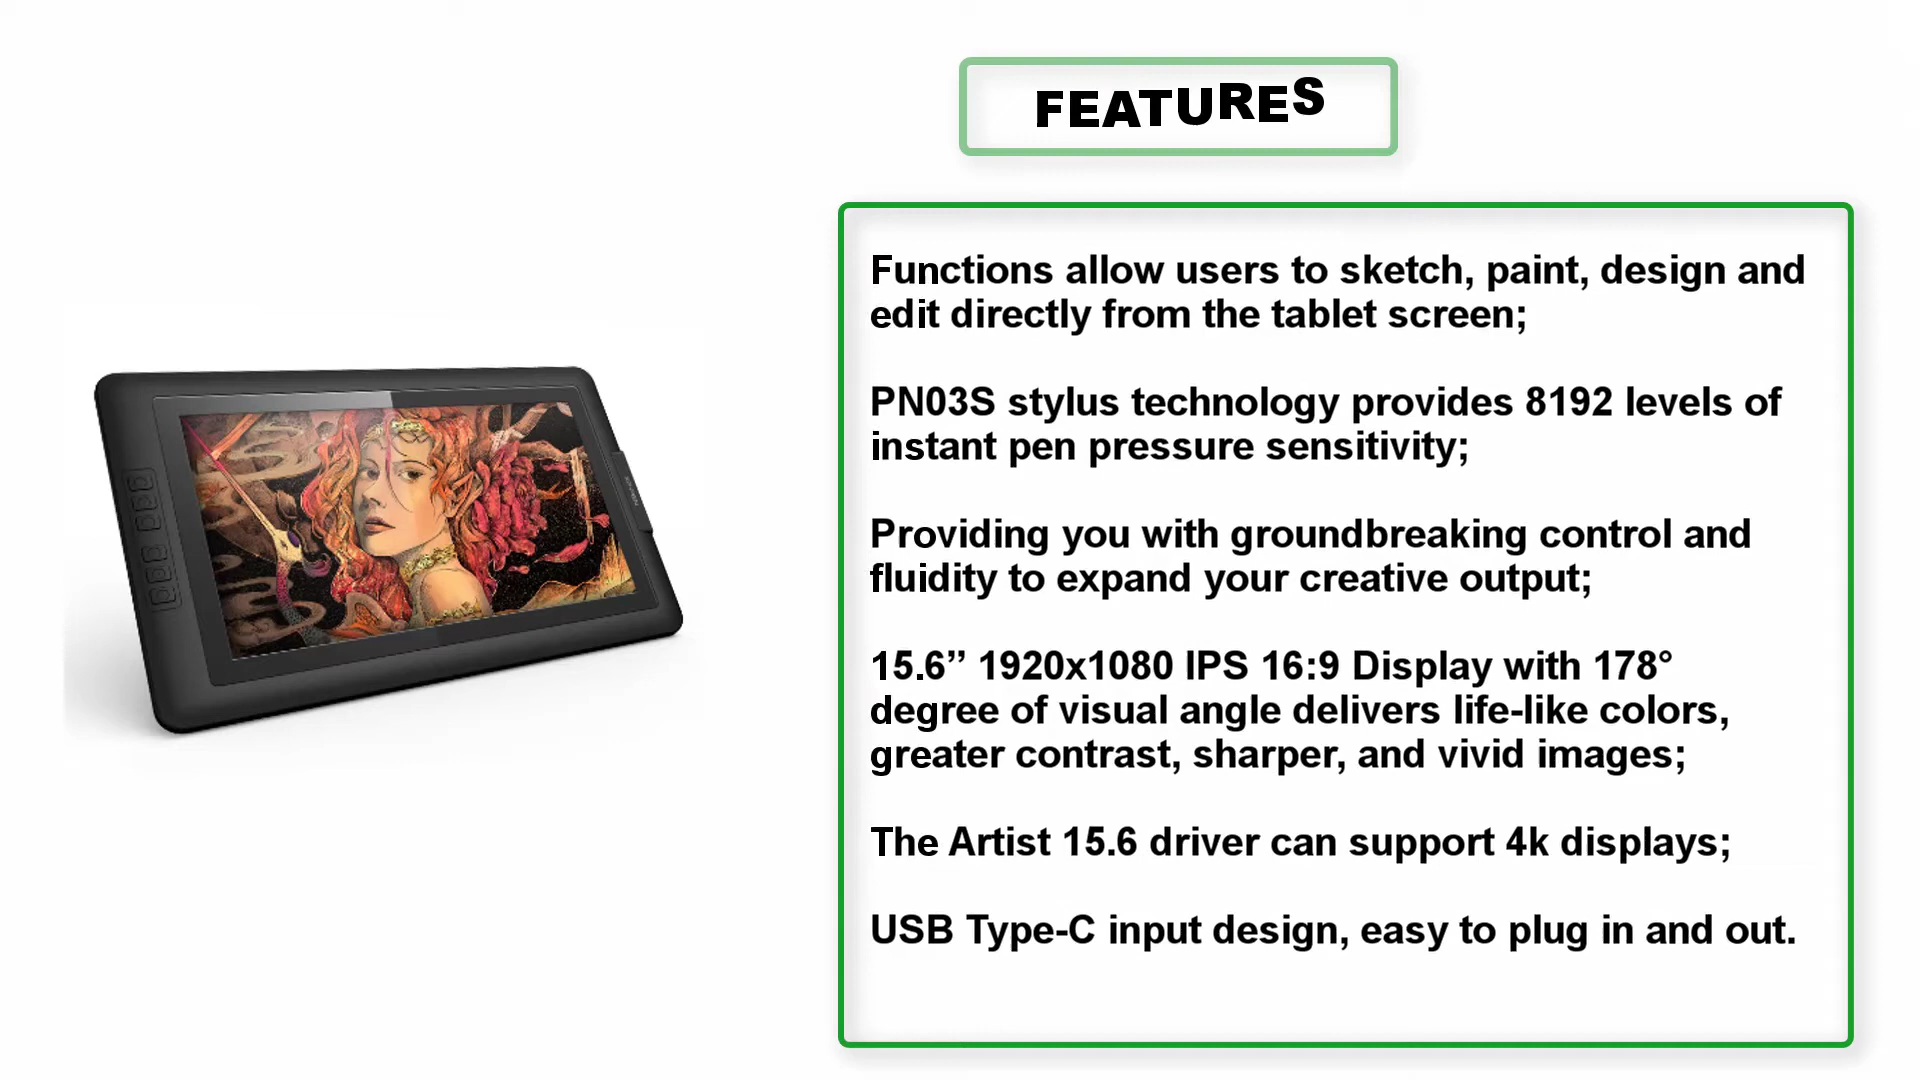 FEATURES
Functions allow users to sketch, paint, design and
edit directly from the tablet screen;
PN03S stylus technology provides 8192 levels of
instant pen pressure sensitivity;
Providing you with groundbreaking control and
fluidity to expand your creative output;
15.6” 1920x1080 IPS 16:9 Display with 178°
degree of visual angle delivers life-like colors,
greater contrast, sharper, and vivid images;
The Artist 15.6 driver can support 4k displays;
USB Type-C input design, easy to plug in and out.